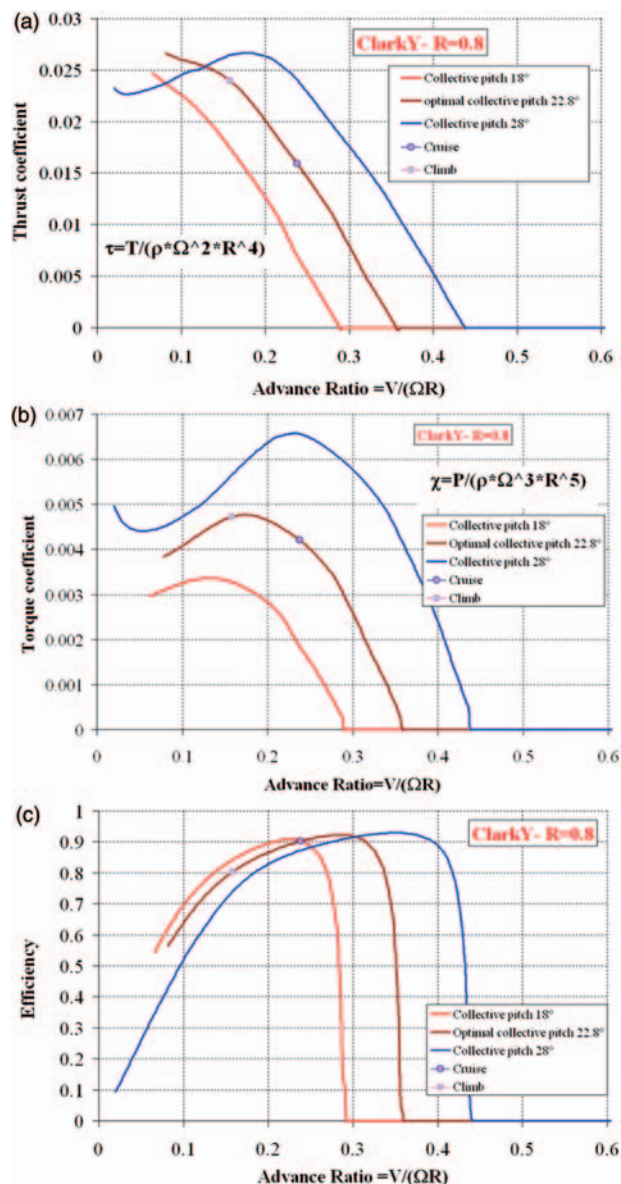 (a)
0.03
0.025
0.02
0.015
0.01
0.005
0
Thrust coefficient
ClarkY- R=0.8
Collective pitch 18°
optimal collective pitch 22.8°
Collective pitch 28°
Cruise
Climb
τ=T/(ρ*Ω^2*R^4)
0 0.1 0.2 0.3 0.4 0.5 0.6
Advance Ratio =V/(ΩR)
(b)
0.007
0.006
0.005
0.004
0.003
0.002
0.001
0
Torque coefficient
ClarkY- R=0.8
χ=P/(ρ*Ω^3*R^5)
Collective pitch 18°
Optimal collective pitch 22.8°
Collective pitch 28°
Cruise
Climb
0 0.1 0.2 0.3 0.4 0.5 0.6
Advance Ratio=V/(ΩR)
(c)
1
0.9
0.8
0.7
0.6
0.5
0.4
0.3
0.2
0.1
0
Efficiency
ClarkY- R=0.8
Collective pitch 18°
Optimal collective pitch 22.8°
Collective pitch 28°
Cruise
Climb
0 0.1 0.2 0.3 0.4 0.5 0.6
Advance Ratio =V/(ΩR)